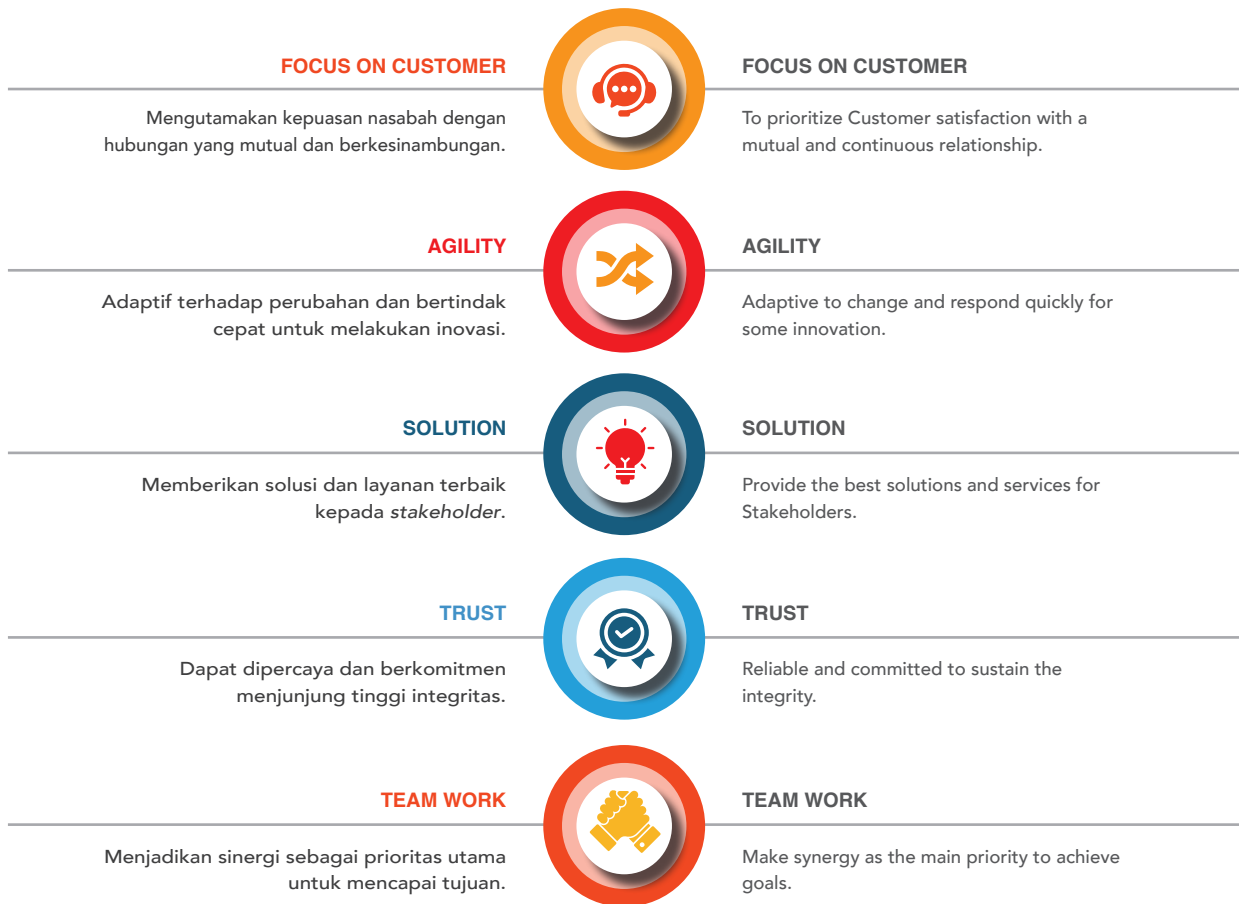 FOCUS ON CUSTOMER
Mengutamakan kepuasan nasabah dengan
hubungan yang mutual dan berkesinambungan.
FOCUS ON CUSTOMER
To prioritize Customer satisfaction with a
mutual and continuous relationship.
AGILITY
Adaptif terhadap perubahan dan bertindak
cepat untuk melakukan inovasi.
AGILITY
Adaptive to change and respond quickly for
some innovation.
SOLUTION
Memberikan solusi dan layanan terbaik
kepada stakeholder.
SOLUTION
Provide the best solutions and services for
Stakeholders.
TRUST
Dapat dipercaya dan berkomitmen
menjunjung tinggi integritas.
TRUST
Reliable and committed to sustain the
integrity.
TEAM WORK
Menjadikan sinergi sebagai prioritas utama
untuk mencapai tujuan.
TEAM WORK
Make synergy as the main priority to achieve
goals.